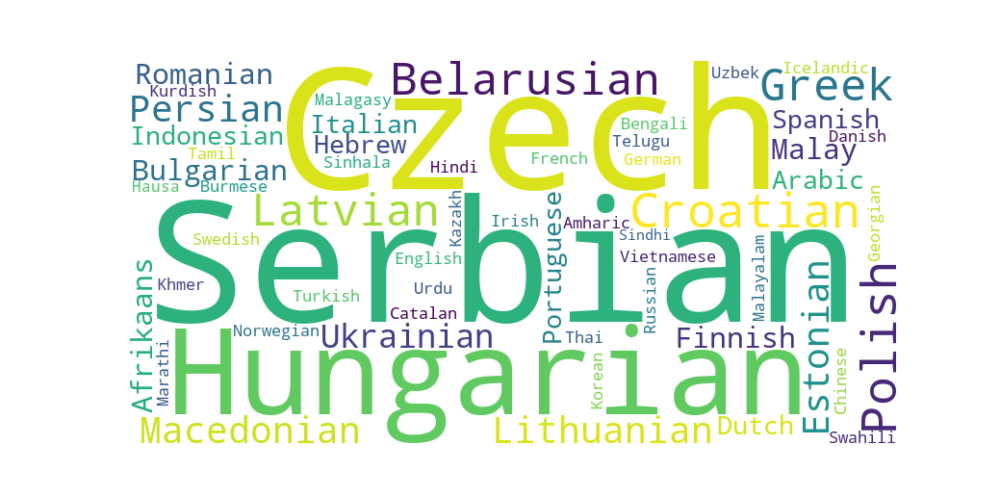 Romanian
Kurdish
Persian
Indonesian
Tamil
Bulgarian
Hausa
Burmese
Czech
Malagasy
Italian
Hebrew
Sinhala
Belarusian
Hindi
French
Bengali
Telugu
German
Uzbek
Icelandic
Greek
Spanish
Danish
Malay
Arabic
Latvian
Swedish
Khmer
Serbian
Turkish
English
Kazakh
Urdu
Catalan
Irish
Portuguese
Amharic
Croatian
Sindhi
Vietnamese
Russian
Malayalam
Georgian
Afrikaans
Marathi
Norwegian
Ukrainian
Hungarian
Thai
Korean
Finnish
Estonian
Chinese
Polish
Macedonian
Lithuanian
Dutch
Swahili